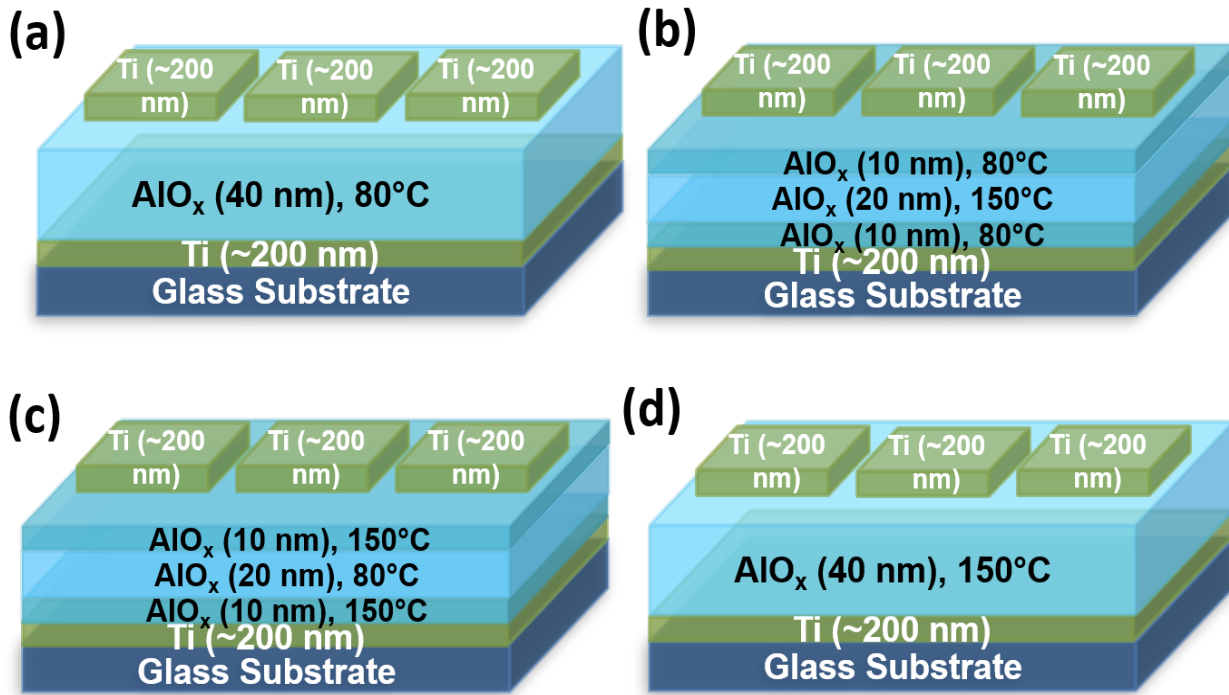 (a)
Ti (~200 nm)
Ti (~200 nm)
Ti (~200 nm)
AlOx (40 nm), 80°C
Ti (~200 nm)
Glass Substrate
(b)
Ti (~200 nm)
Ti (~200 nm)
Ti (~200 nm)
AlOx (10 nm), 80°C
AlOx (20 nm), 150°C
AlOx (10 nm), 80°C
Ti (~200 nm)
Glass Substrate
(c)
Ti (~200 nm)
Ti (~200 nm)
Ti (~200 nm)
AlOx (10 nm), 150°C
AlOx (20 nm), 80°C
AlOx (10 nm), 150°C
Ti (~200 nm)
Glass Substrate
(d)
Ti (~200 nm)
Ti (~200 nm)
Ti (~200 nm)
AlOx (40 nm), 150°C
Ti (~200 nm)
Glass Substrate